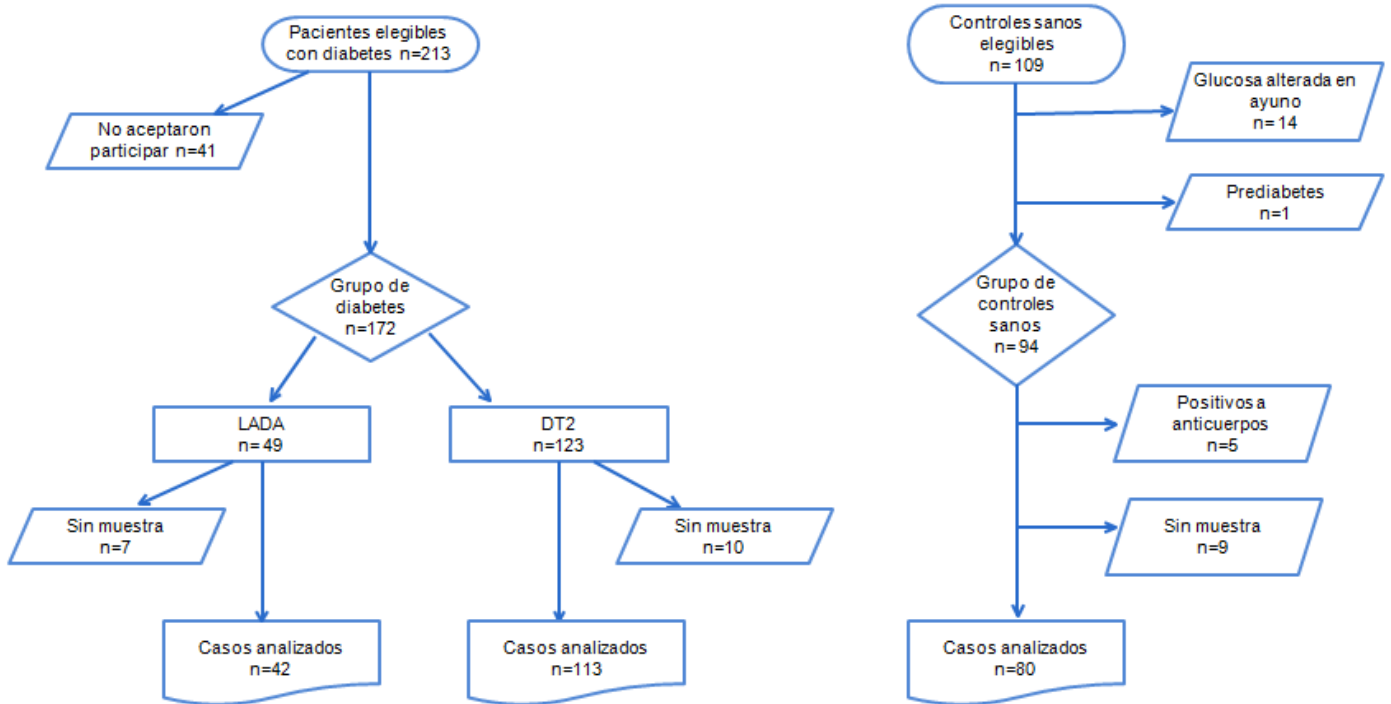 Pacientes elegibles
con diabetes n=213
No aceptaron
participar n=41
Grupo de
diabetes
n=172
LADA
n= 49
DT2
n=123
Sin muestra
n=7
Sin muestra
n=10
Casos analizados
n=42
Casos analizados
n=113
Controles sanos
elegibles
n= 109
Glucosa alterada en
ayuno
n= 14
Prediabetes
n=1
Grupo de
controles
sanos
n= 94
Positivos a
anticuerpos
n=5
Sin muestra
n=9
Casos analizados
n=80